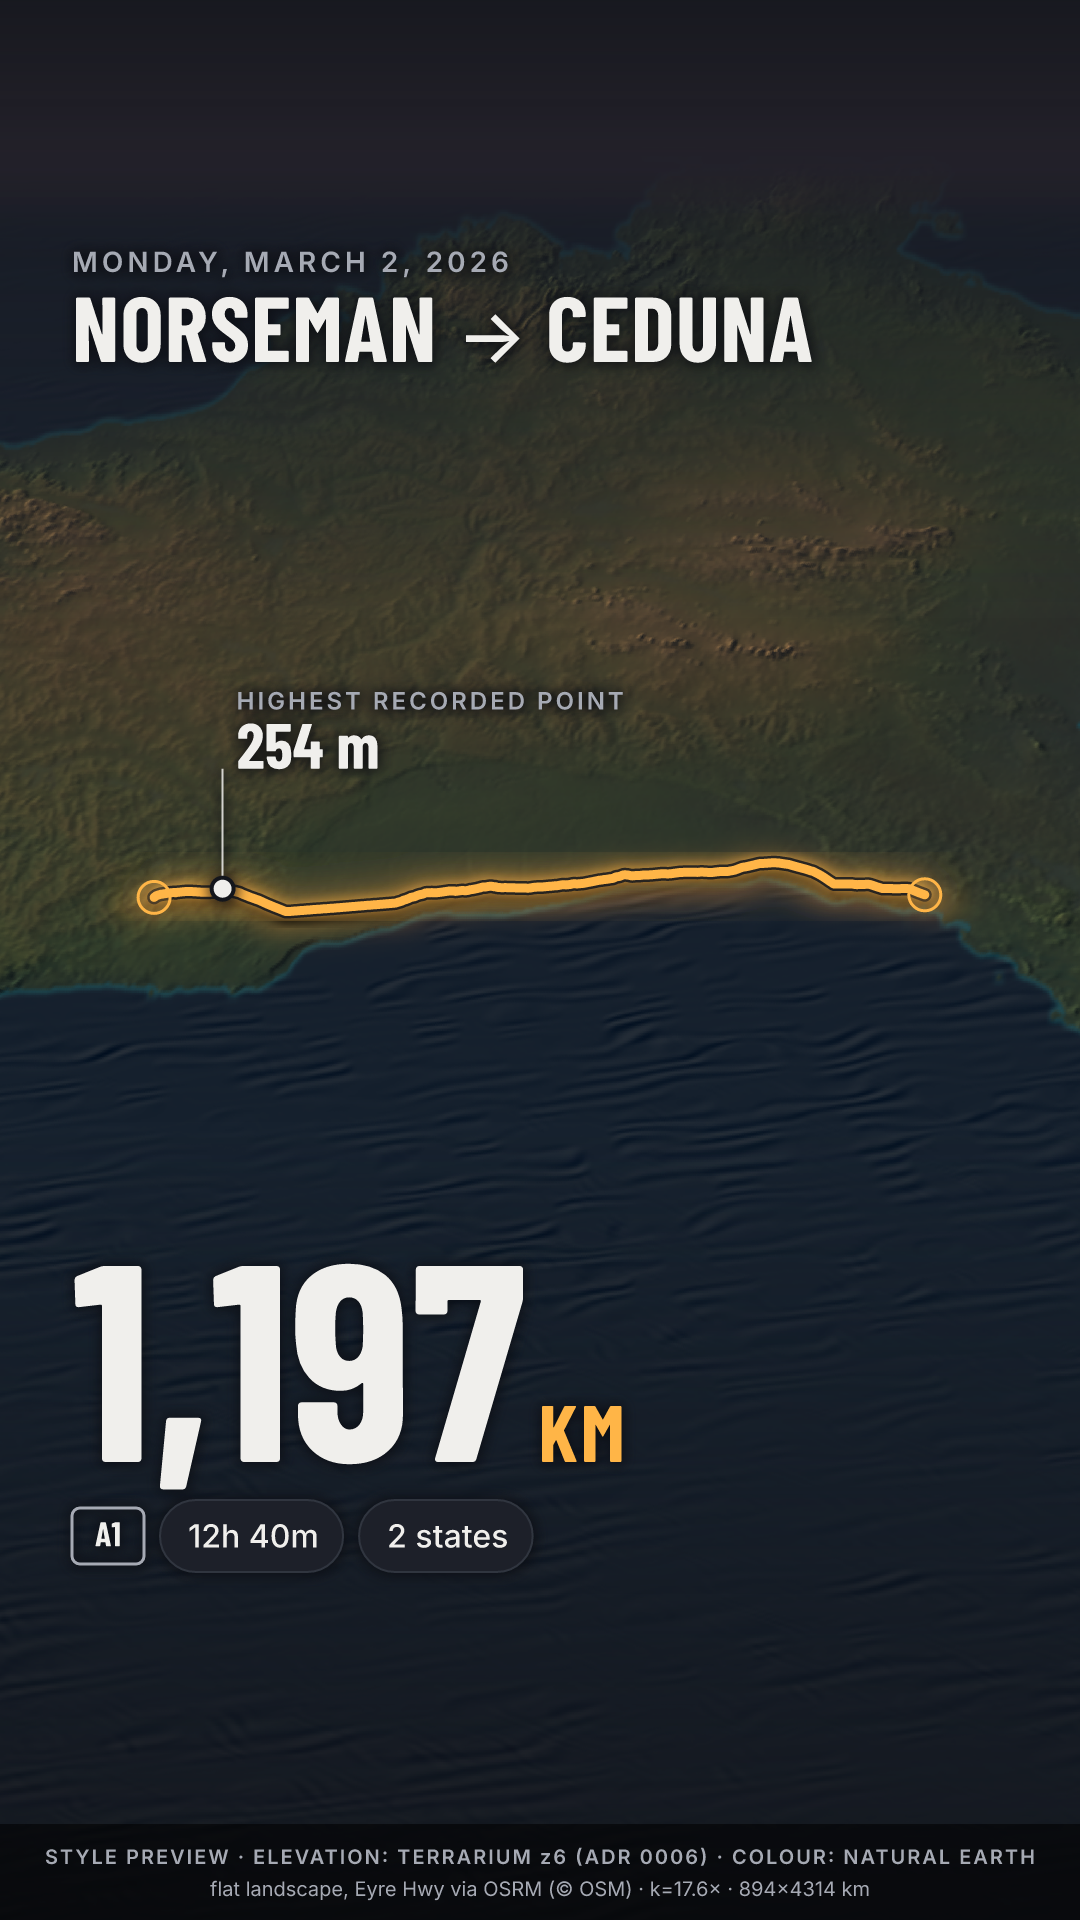 MONDAY, MARCH 2, 2026
NORSEMAN → CEDUNA
HIGHEST RECORDED POINT
254 m
1,197 KM
A1 12h 40m 2 states
STYLE PREVIEW · ELEVATION: TERRARIUM z6 (ADR 0006) · COLOUR: NATURAL EARTH
flat landscape, Eyre Hwy via OSRM (© OSM) · k=17.6× · 894×4314 km